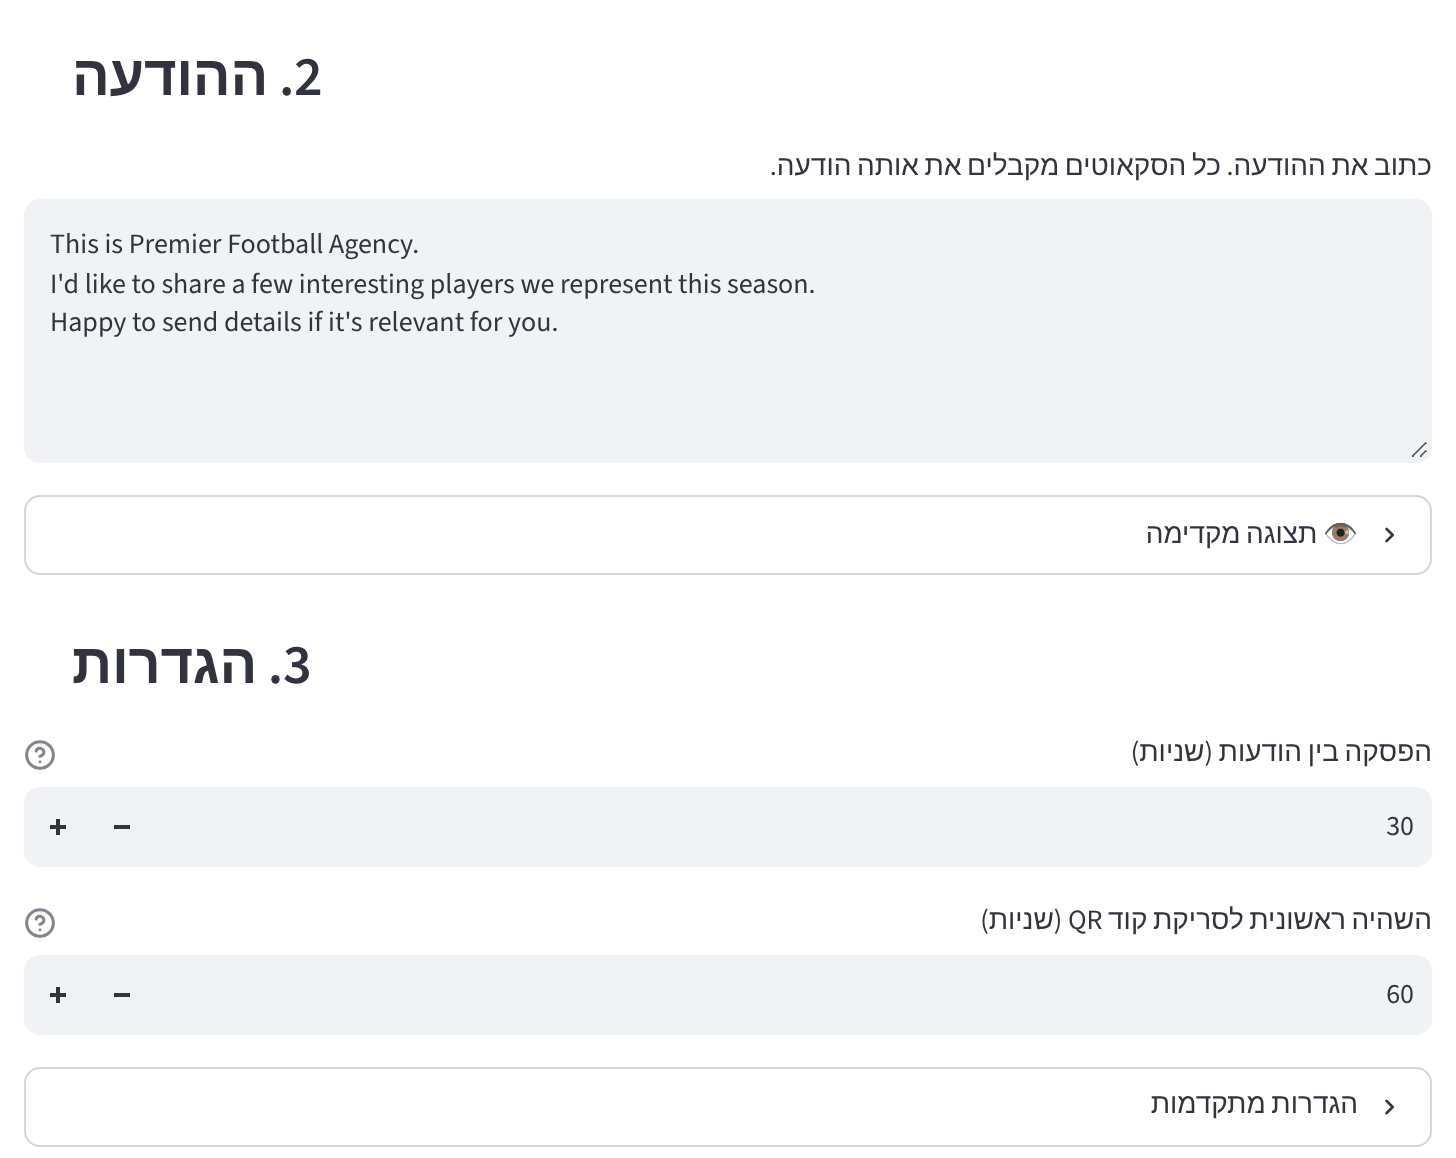 2. ההודעה
כתוב את ההודעה. כל הסקאוטים מקבלים את אותה הודעה.
This is Premier Football Agency.
I'd like to share a few interesting players we represent this season.
Happy to send details if it's relevant for you.
👁️ תצוגה מקדימה
3. הגדרות
הפסקה בין הודעות (שניות)
30
השהיה ראשונית לסריקת קוד QR (שניות)
60
הגדרות מתקדמות